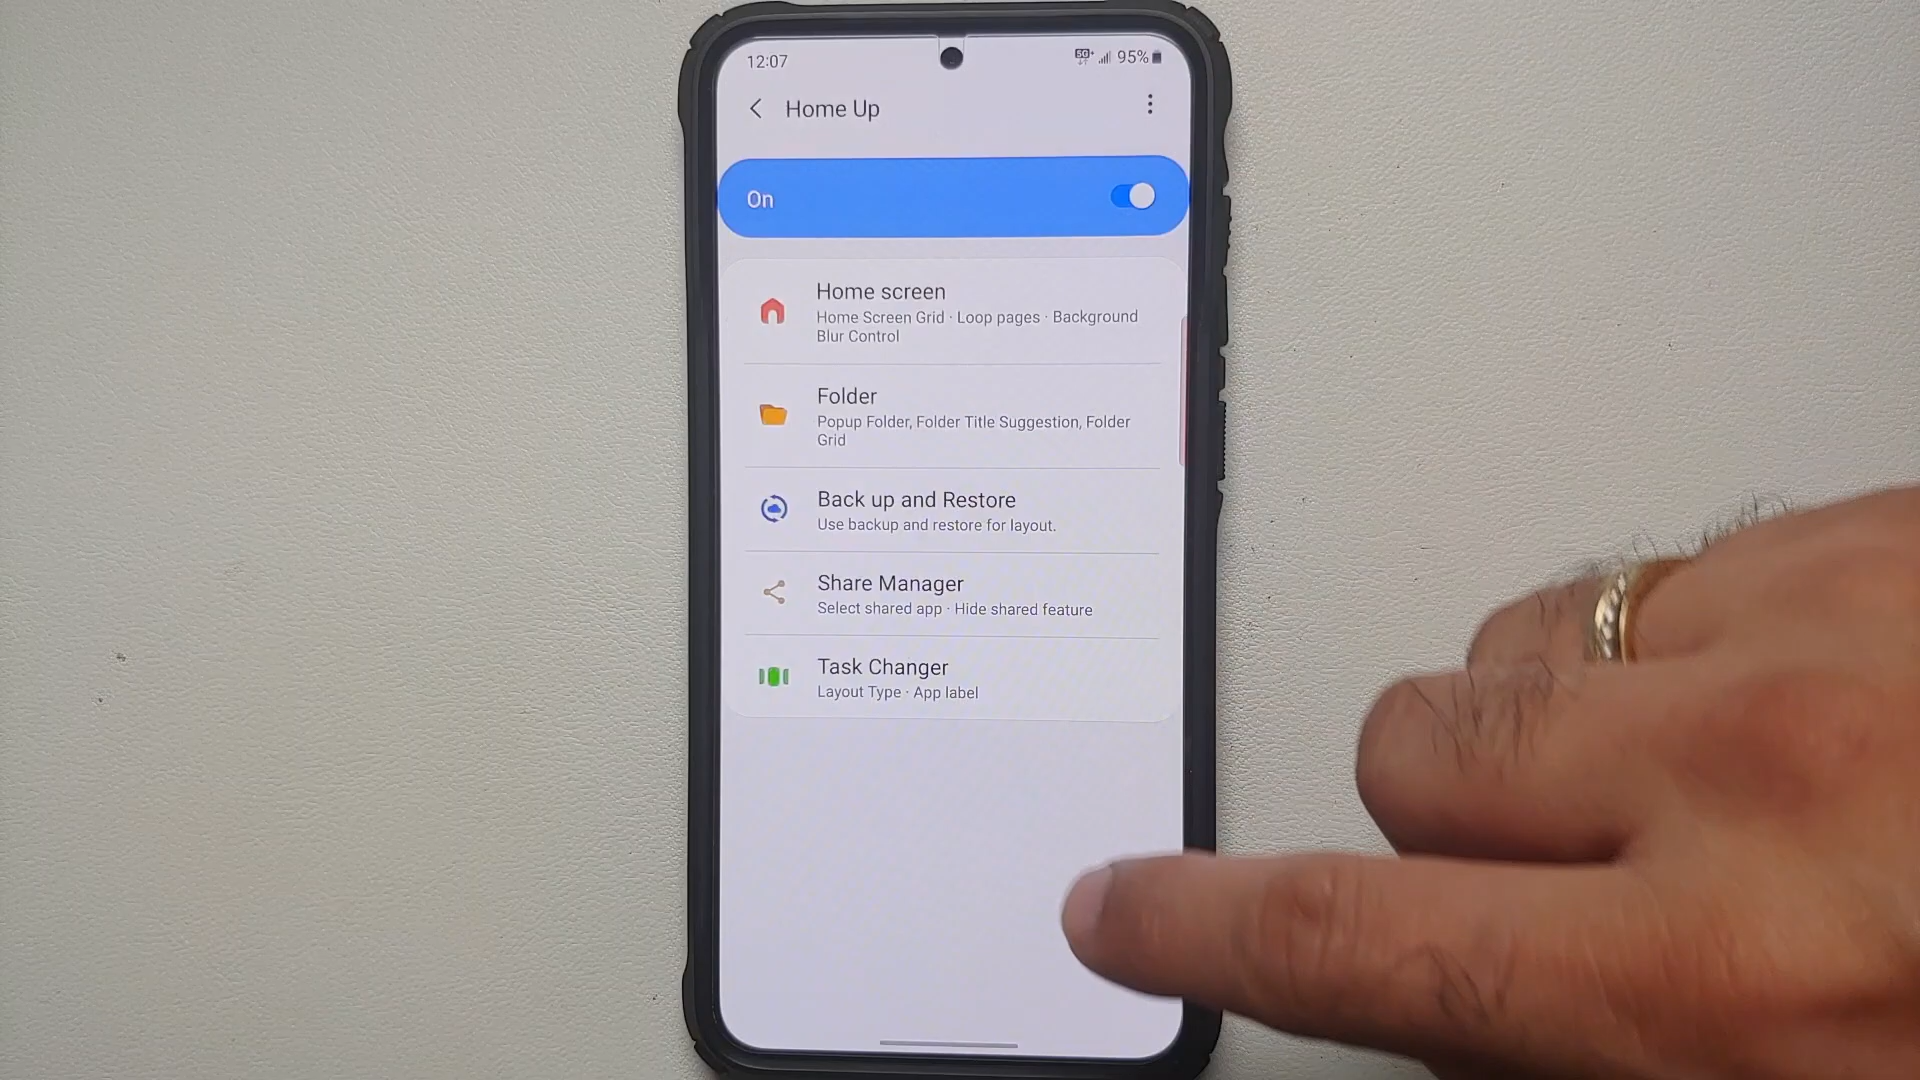 12:07
5G+ 95%
Home Up
On
Home screen
Home Screen Grid · Loop pages · Background
Blur Control
Folder
Popup Folder, Folder Title Suggestion, Folder
Grid
Back up and Restore
Use backup and restore for layout.
Share Manager
Select shared app · Hide shared feature
Task Changer
Layout Type · App label